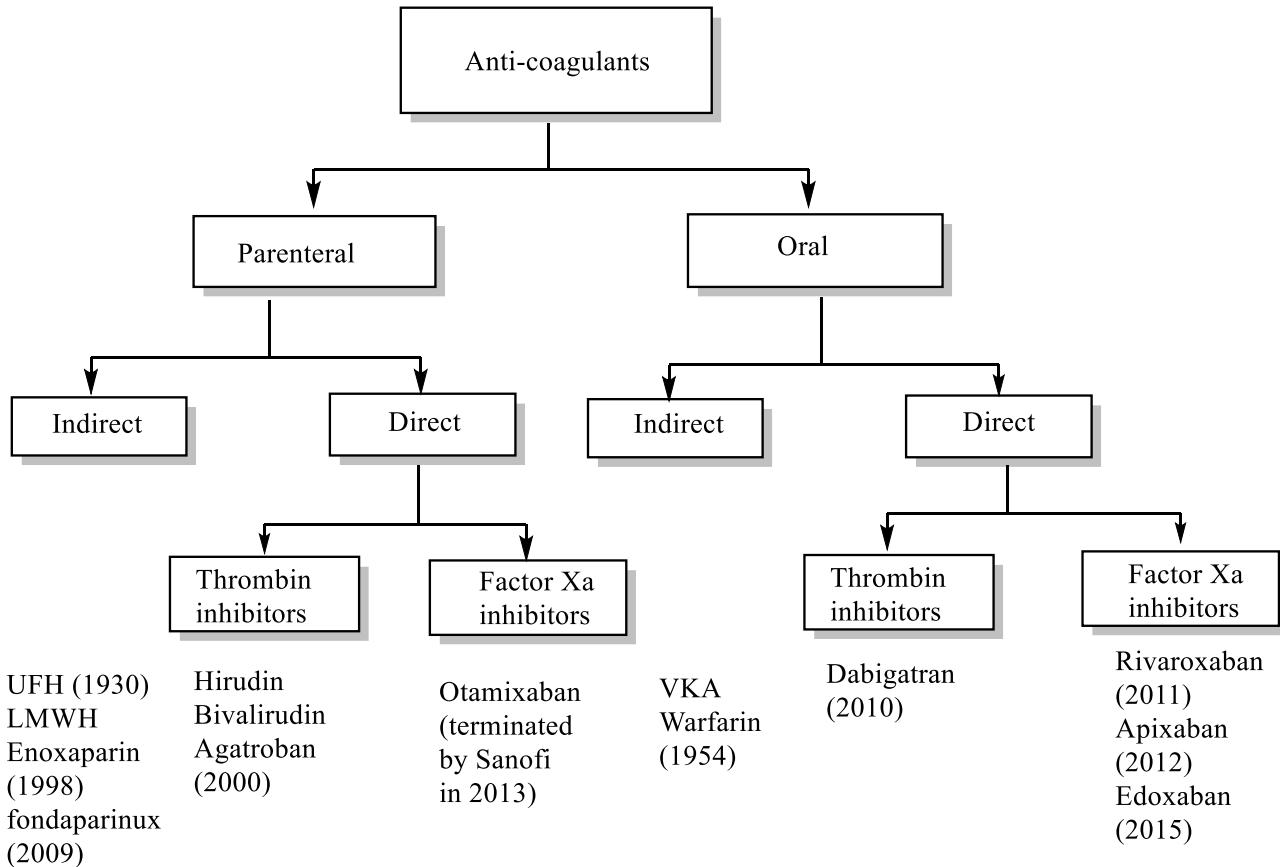 Anti-coagulants
Parenteral
Oral
Indirect
Direct
Indirect
Direct
Thrombin
inhibitors
Factor Xa
inhibitors
Thrombin
inhibitors
Factor Xa
inhibitors
UFH (1930)
LMWH
Enoxaparin
(1998)
fondaparinux
(2009)
Hirudin
Bivalirudin
Agatroban
(2000)
Otamixaban
(terminated
by Sanofi
in 2013)
VKA
Warfarin
(1954)
Dabigatran
(2010)
Rivaroxaban
(2011)
Apixaban
(2012)
Edoxaban
(2015)